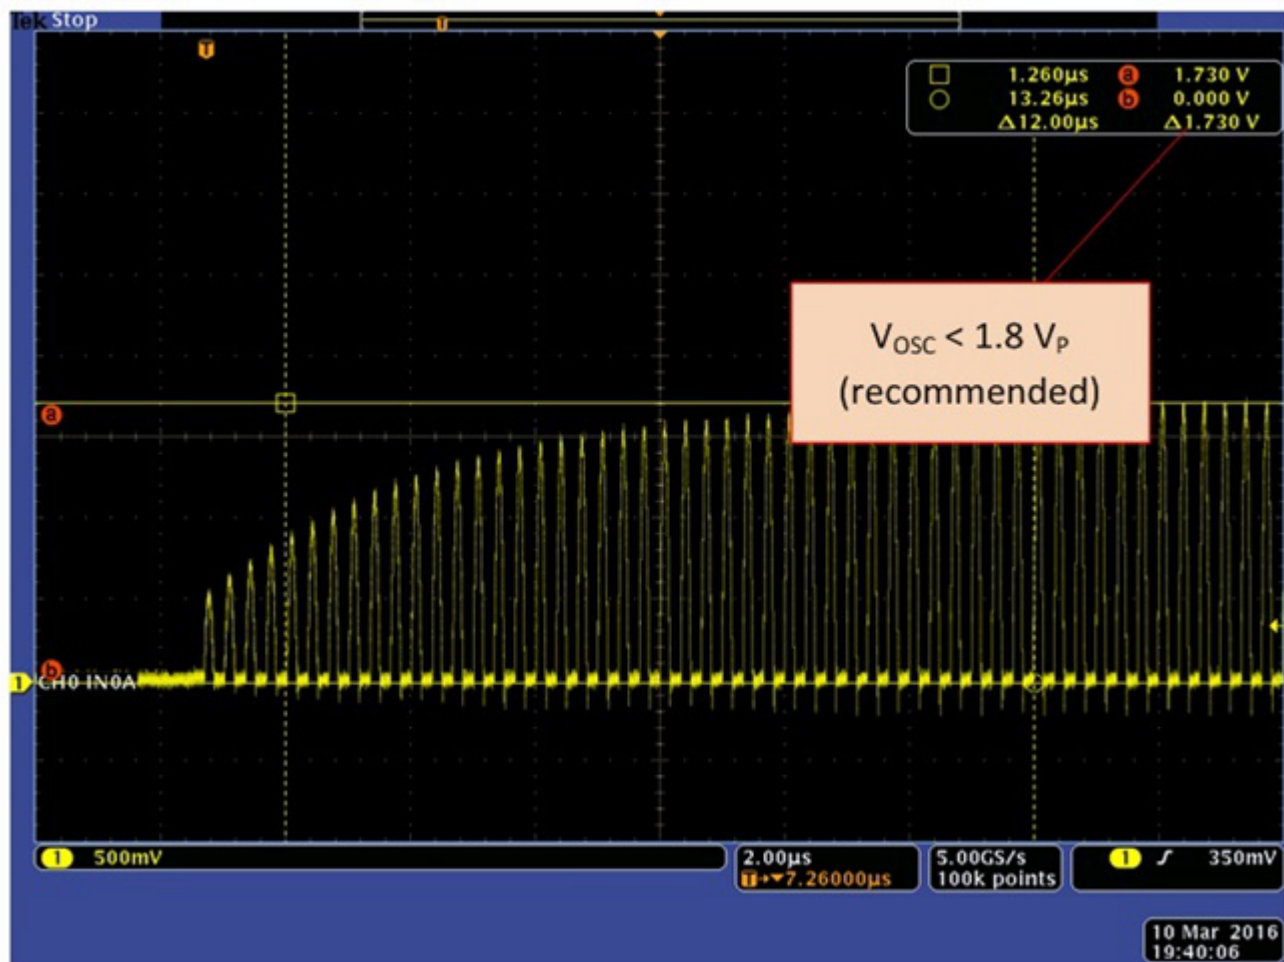 Tek Stop
T
T
1.260µs a 1.730 V
13.26µs b 0.000 V
Δ12.00µs Δ1.730 V
VOSC < 1.8 VP
(recommended)
a
b
1 CH0 IN0A
1 500mV
2.00µs
T→▼7.26000µs
5.00GS/s
100k points
1 350mV
10 Mar 2016
19:40:06